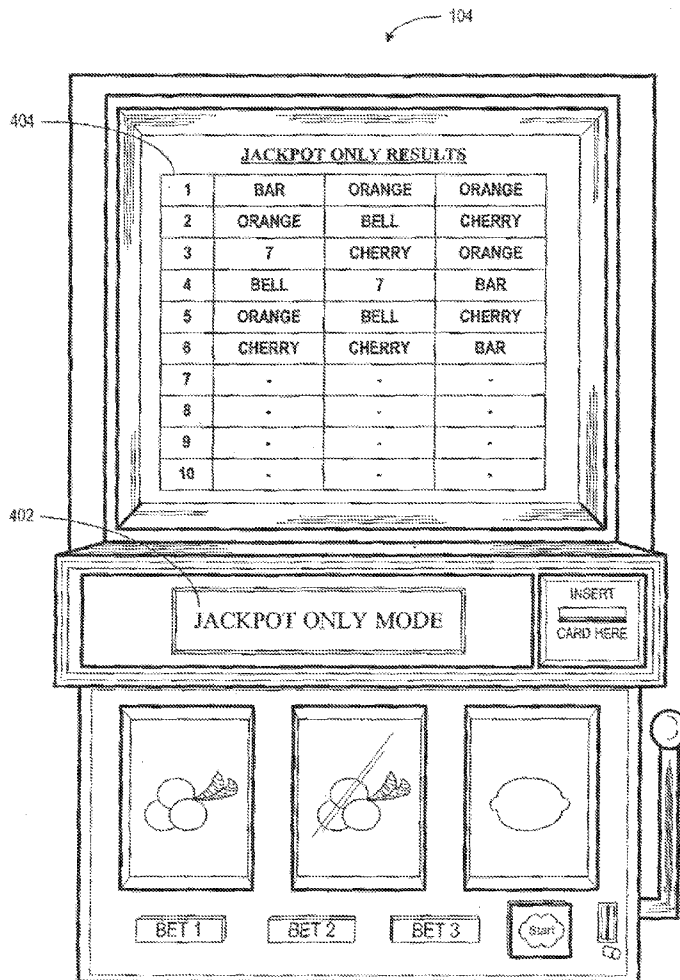 104
404
JACKPOT ONLY RESULTS
1 BAR ORANGE ORANGE
2 ORANGE BELL CHERRY
3 7 CHERRY ORANGE
4 BELL 7 BAR
5 ORANGE BELL CHERRY
6 CHERRY CHERRY BAR
7 - - -
8 - - -
9 - - -
10 - - -
402
JACKPOT ONLY MODE
INSERT
CARD HERE
BET 1 BET 2 BET 3 Start